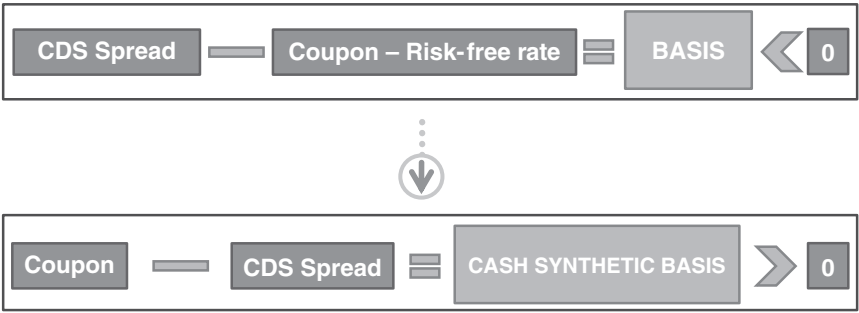 CDS Spread — Coupon – Risk-free rate = BASIS < 0
Coupon — CDS Spread = CASH SYNTHETIC BASIS > 0